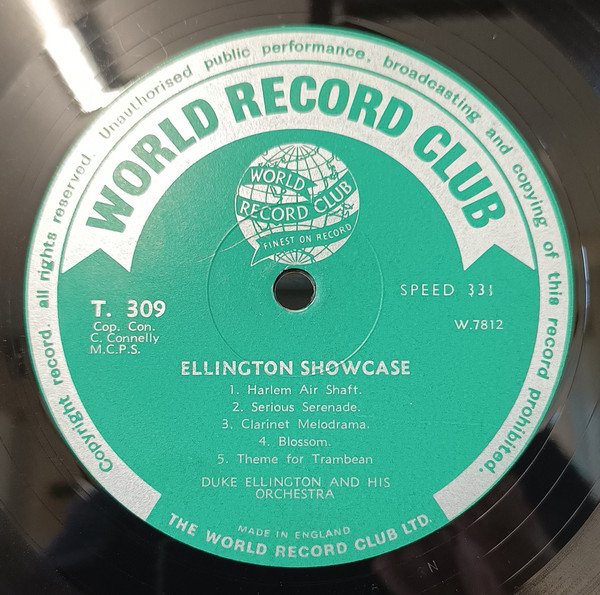 Copyright record. all rights reserved. Unauthorised public performance, broadcasting and copying of this record prohibited.
WORLD RECORD CLUB
WORLD
RECORD CLUB
FINEST ON RECORD
T. 309
Cop. Con.
C. Connelly
M.C.P.S.
SPEED 33⅓
W.7812
ELLINGTON SHOWCASE
1. Harlem Air Shaft.
2. Serious Serenade.
3. Clarinet Melodrama.
4. Blossom.
5. Theme for Trambean
DUKE ELLINGTON AND HIS
ORCHESTRA
MADE IN ENGLAND
THE WORLD RECORD CLUB LTD.
N